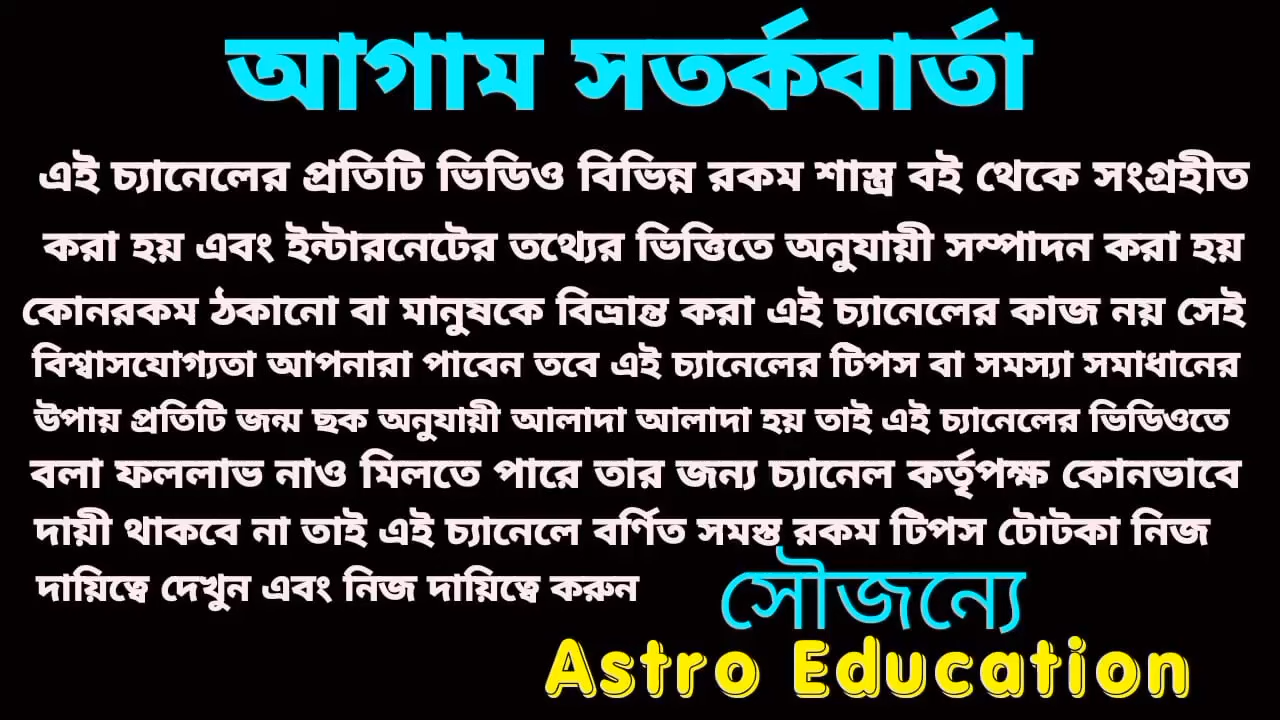 আগাম সতর্কবার্তা
এই চ্যানেলের প্রতিটি ভিডিও বিভিন্ন রকম শাস্ত্র বই থেকে সংগ্রহীত
করা হয় এবং ইন্টারনেটের তথ্যের ভিত্তিতে অনুযায়ী সম্পাদন করা হয়
কোনরকম ঠকানো বা মানুষকে বিভ্রান্ত করা এই চ্যানেলের কাজ নয় সেই
বিশ্বাসযোগ্যতা আপনারা পাবেন তবে এই চ্যানেলের টিপস বা সমস্যা সমাধানের
উপায় প্রতিটি জন্ম ছক অনুযায়ী আলাদা আলাদা হয় তাই এই চ্যানেলের ভিডিওতে
বলা ফললাভ নাও মিলতে পারে তার জন্য চ্যানেল কর্তৃপক্ষ কোনভাবে
দায়ী থাকবে না তাই এই চ্যানেলে বর্ণিত সমস্ত রকম টিপস টোটকা নিজ
দায়িত্বে দেখুন এবং নিজ দায়িত্বে করুন
সৌজন্যে
Astro Education